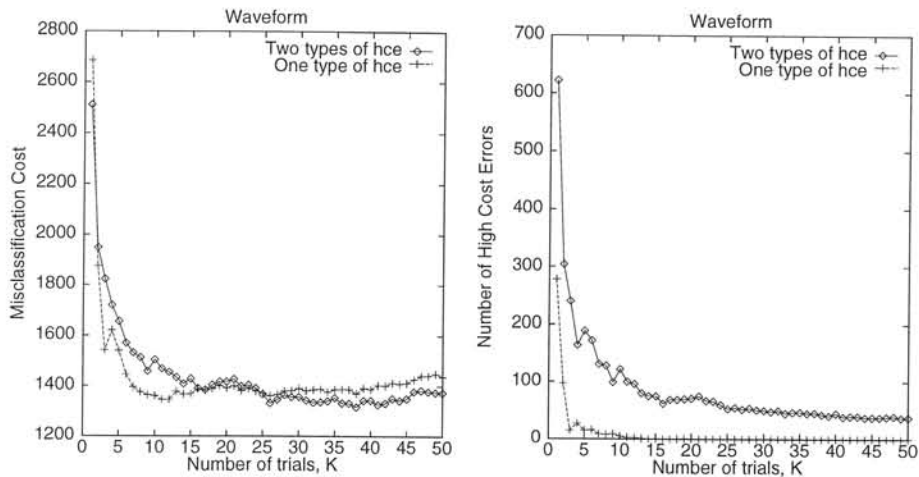 Waveform
2800
2600
2400
2200
2000
1800
1600
1400
1200
Misclassification Cost
Two types of hce
One type of hce
0 5 10 15 20 25 30 35 40 45 50
Number of trials, K
Waveform
700
600
500
400
300
200
100
0
Number of High Cost Errors
Two types of hce
One type of hce
0 5 10 15 20 25 30 35 40 45 50
Number of trials, K